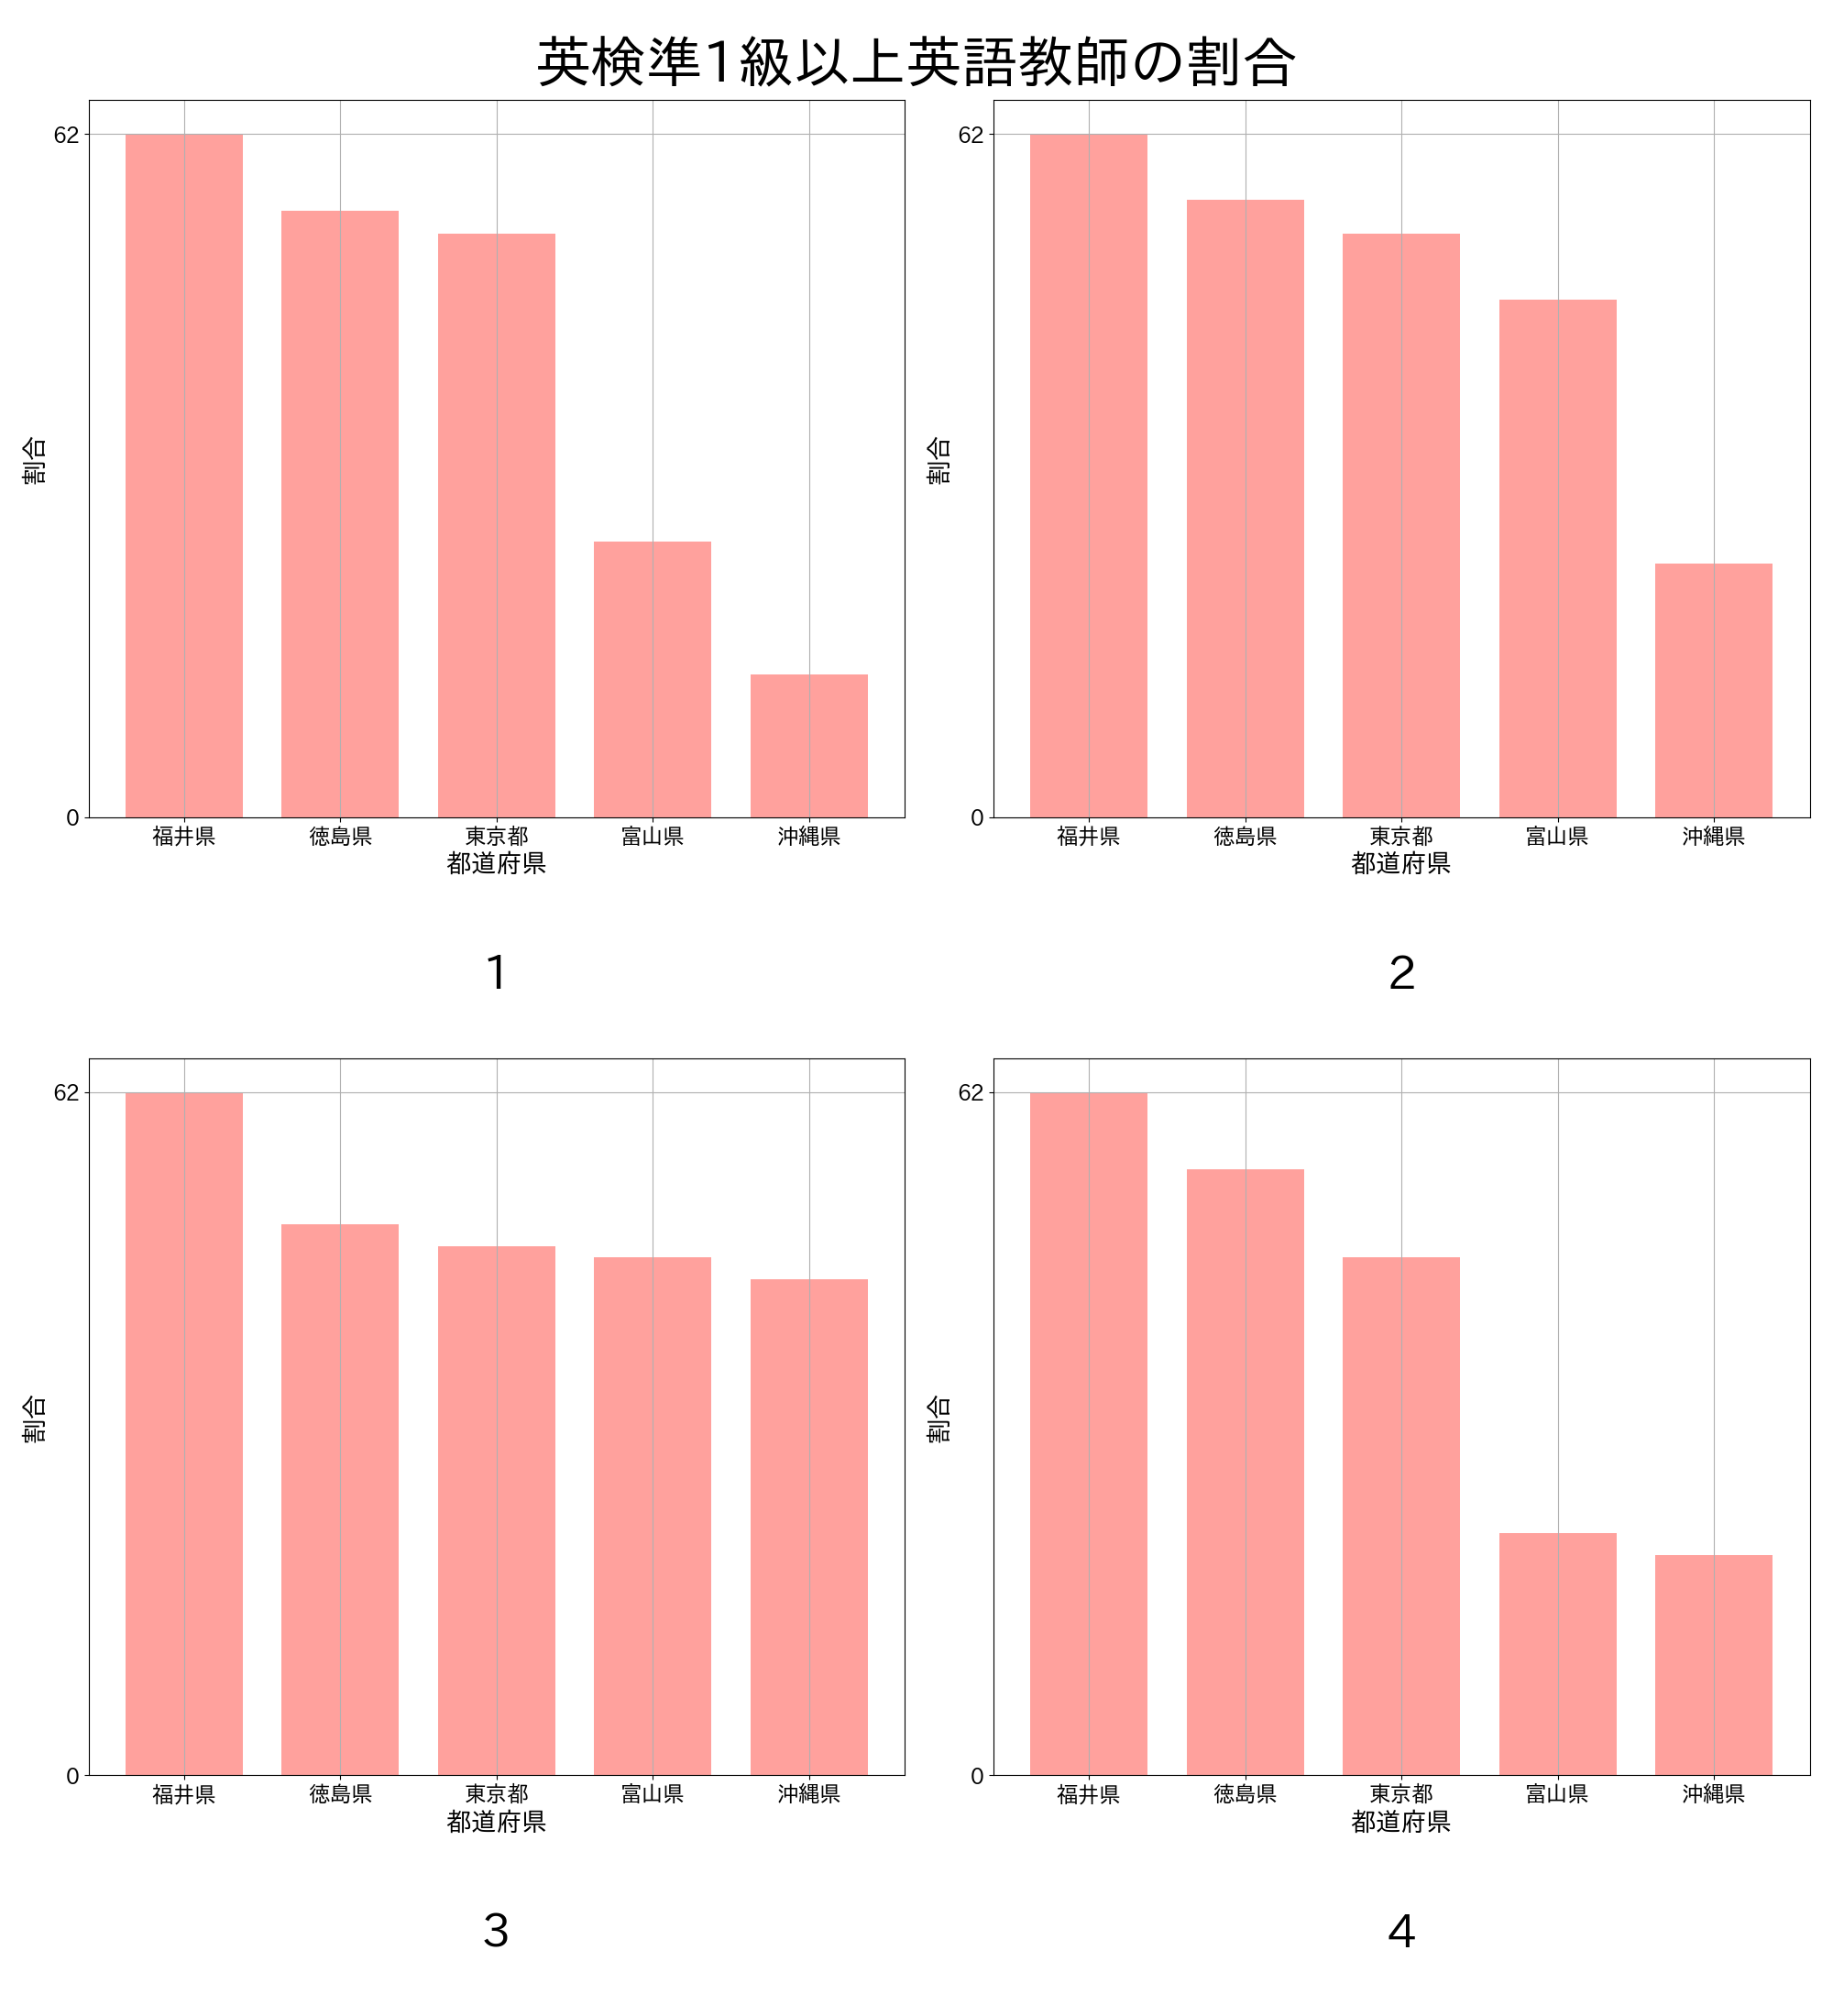 英検準1級以上英語教師の割合
62
0
割合
福井県 徳島県 東京都 富山県 沖縄県
都道府県
1
62
0
割合
福井県 徳島県 東京都 富山県 沖縄県
都道府県
2
62
0
割合
福井県 徳島県 東京都 富山県 沖縄県
都道府県
3
62
0
割合
福井県 徳島県 東京都 富山県 沖縄県
都道府県
4